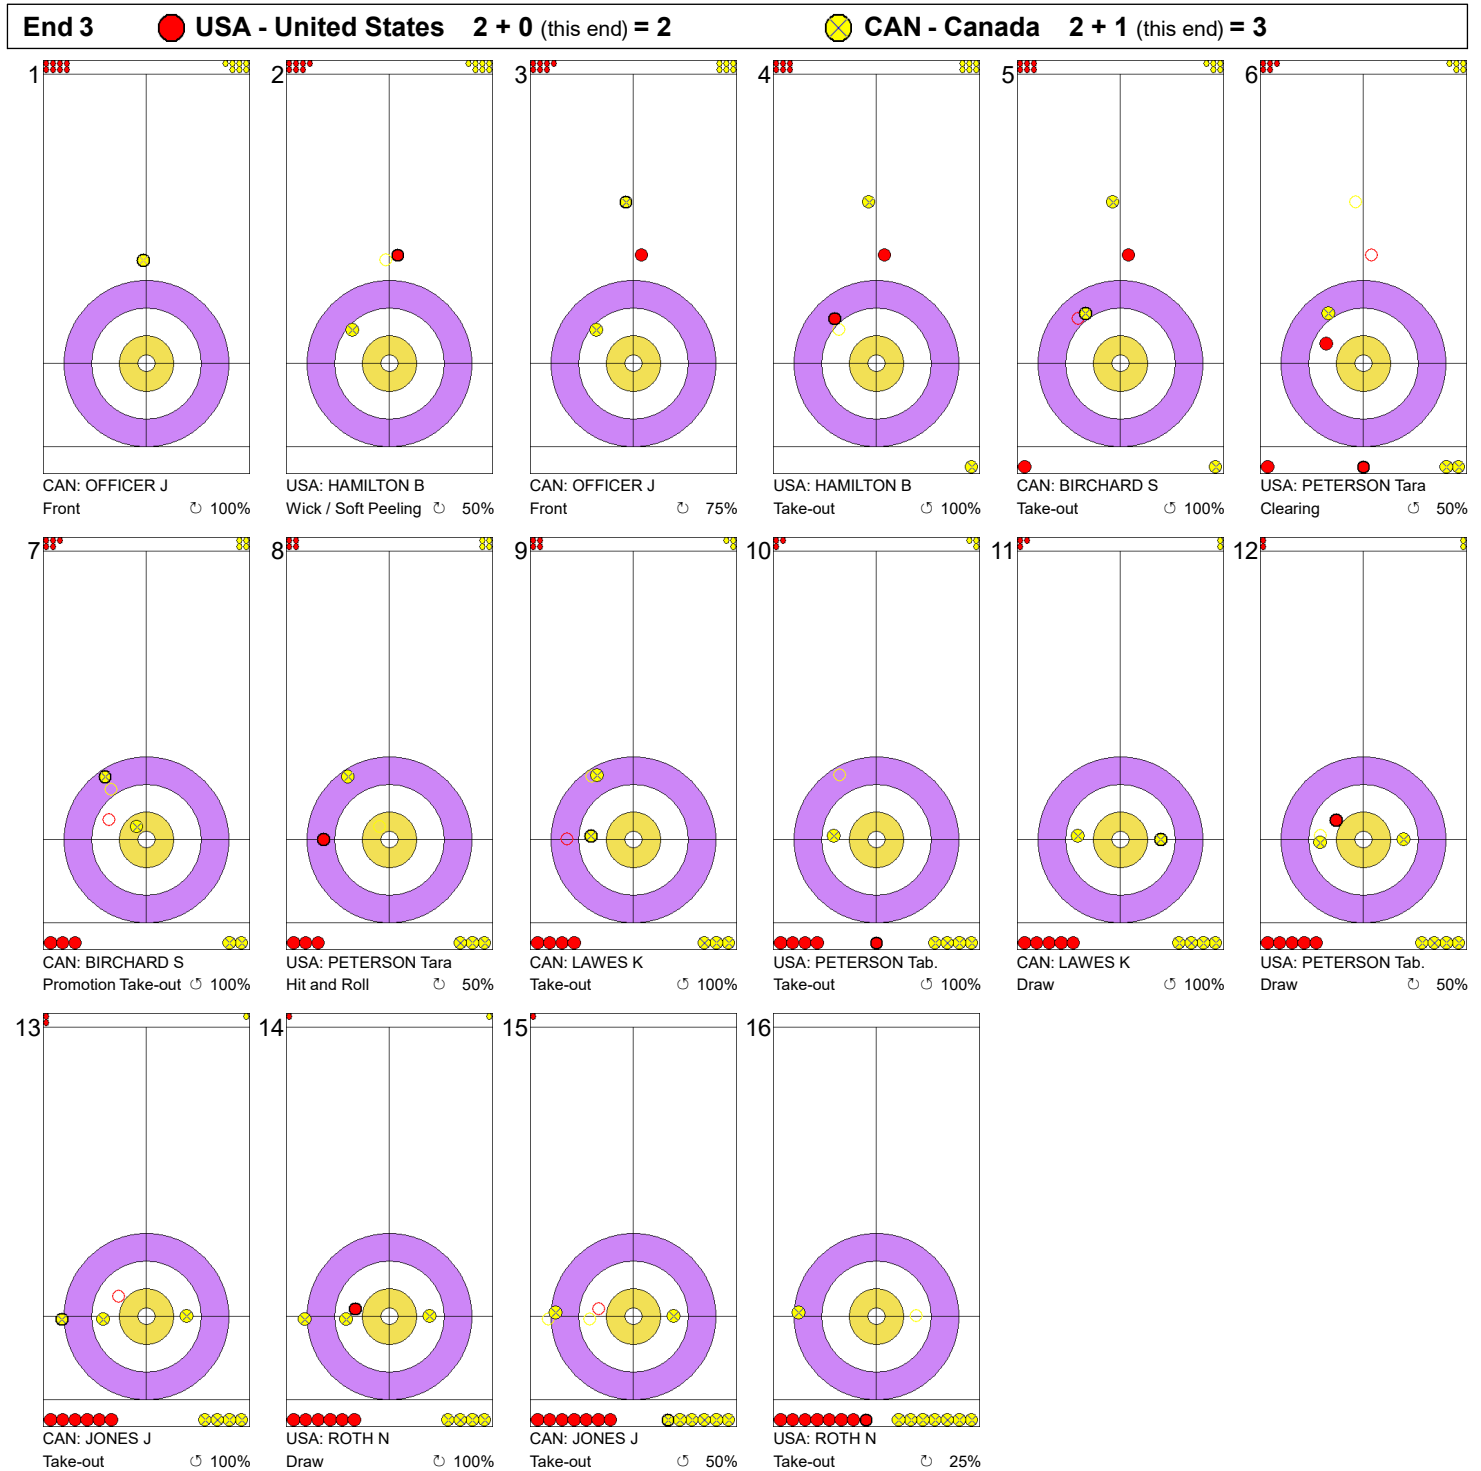 End 3 USA - United States 2 + 0 (this end) = 2 CAN - Canada 2 + 1 (this end) = 3
1 2 3 4 5 6
CAN: OFFICER J USA: HAMILTON B CAN: OFFICER J USA: HAMILTON B CAN: BIRCHARD S USA: PETERSON Tara
Front ↻ 100% Wick / Soft Peeling ↻ 50% Front ↻ 75% Take-out ↺ 100% Take-out ↺ 100% Clearing ↺ 50%
7 8 9 10 11 12
CAN: BIRCHARD S USA: PETERSON Tara CAN: LAWES K USA: PETERSON Tab. CAN: LAWES K USA: PETERSON Tab.
Promotion Take-out ↺ 100% Hit and Roll ↻ 50% Take-out ↺ 100% Take-out ↺ 100% Draw ↺ 100% Draw ↻ 50%
13 14 15 16
CAN: JONES J USA: ROTH N CAN: JONES J USA: ROTH N
Take-out ↺ 100% Draw ↻ 100% Take-out ↺ 50% Take-out ↺ 25%